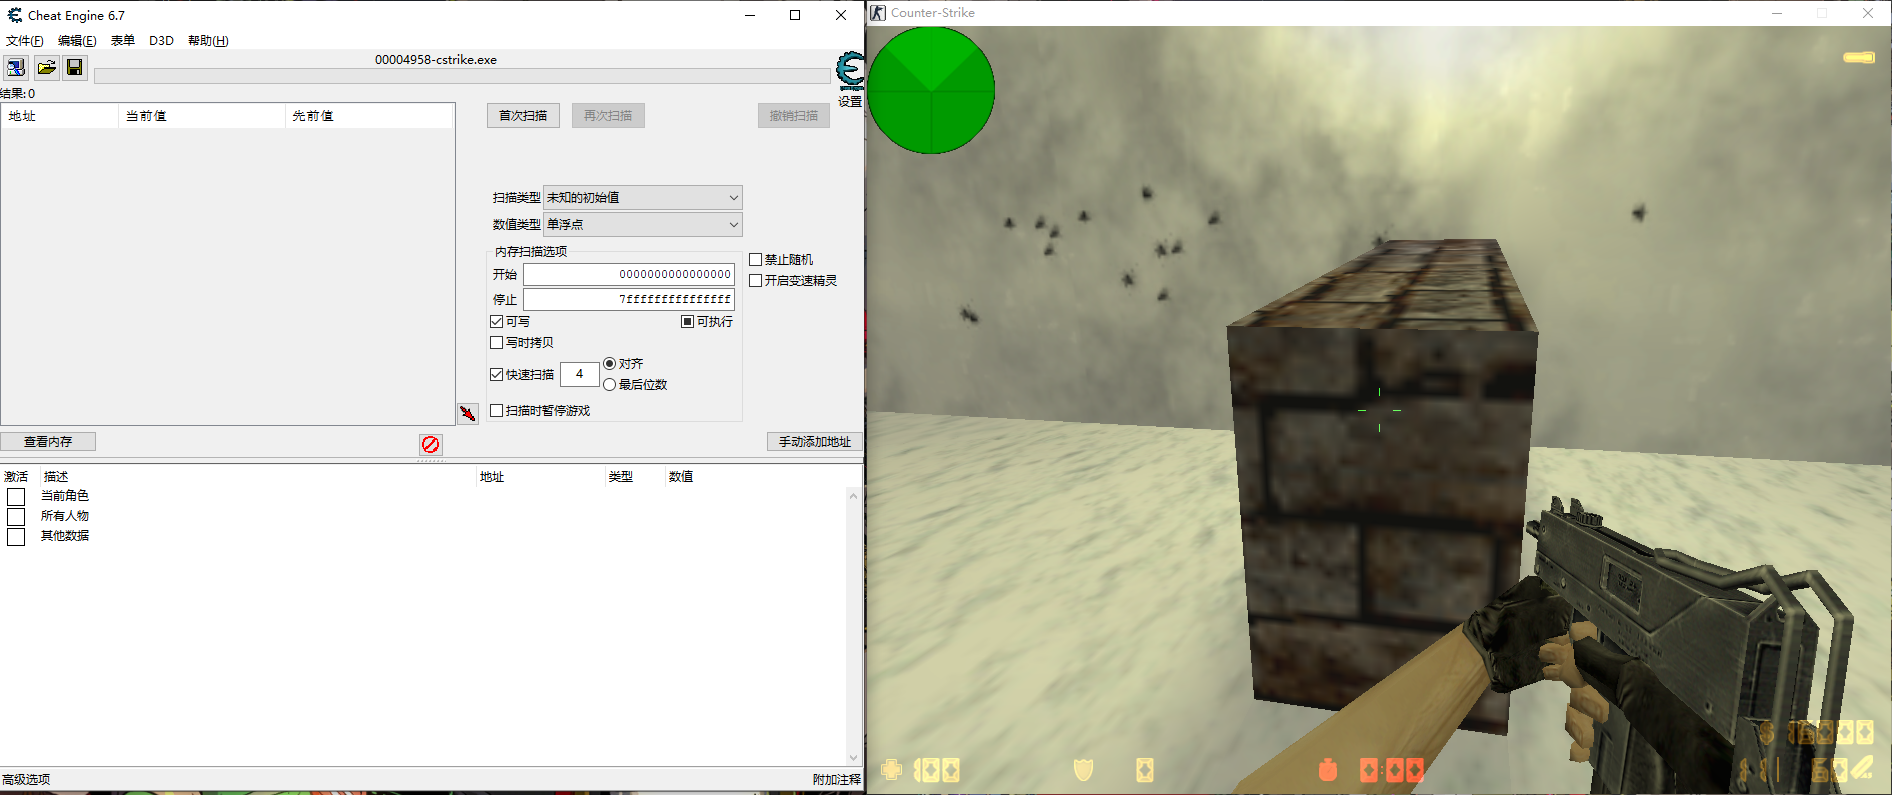 Cheat Engine 6.7
文件(F) 编辑(E) 表单 D3D 帮助(H)
00004958-cstrike.exe
设置
结果: 0
地址 当前值 先前值
首次扫描 再次扫描 撤销扫描
扫描类型 未知的初始值
数值类型 单浮点
内存扫描选项
开始 0000000000000000
停止 7fffffffffffffff
可写 可执行
写时拷贝
快速扫描 4 对齐
最后位数
扫描时暂停游戏
禁止随机
开启变速精灵
查看内存 手动添加地址
激活 描述 地址 类型 数值
当前角色
所有人物
其他数据
高级选项 附加注释
Counter-Strike